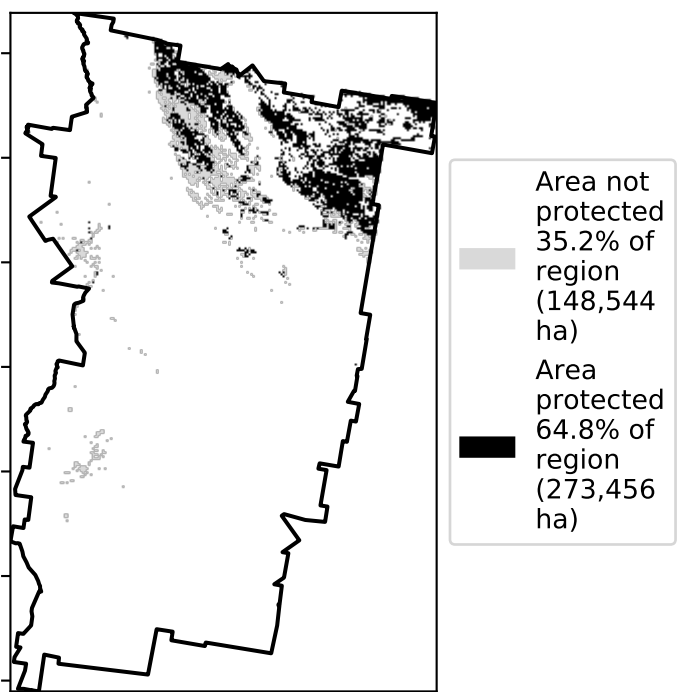 Area not
protected
35.2% of
region
(148,544
ha)
Area
protected
64.8% of
region
(273,456
ha)